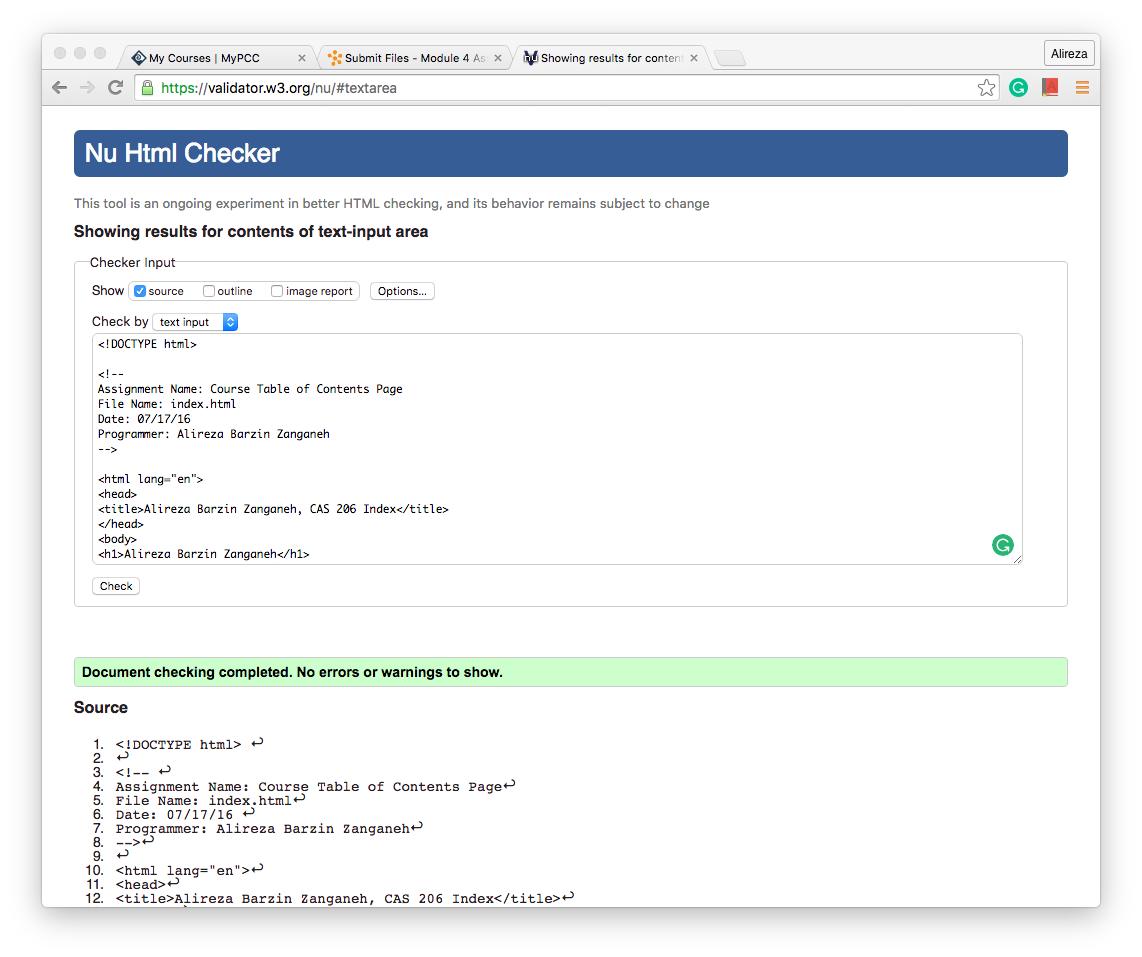 My Courses | MyPCC
Submit Files - Module 4 As
Showing results for conten
Alireza
https://validator.w3.org/nu/#textarea
Nu Html Checker
This tool is an ongoing experiment in better HTML checking, and its behavior remains subject to change
Showing results for contents of text-input area
Checker Input
Show source outline image report Options...
Check by text input
<!DOCTYPE html>
<!--
Assignment Name: Course Table of Contents Page
File Name: index.html
Date: 07/17/16
Programmer: Alireza Barzin Zanganeh
-->
<html lang="en">
<head>
<title>Alireza Barzin Zanganeh, CAS 206 Index</title>
</head>
<body>
<h1>Alireza Barzin Zanganeh</h1>
Check
Document checking completed. No errors or warnings to show.
Source
1. <!DOCTYPE html> ↩
2. ↩
3. <!-- ↩
4. Assignment Name: Course Table of Contents Page↩
5. File Name: index.html↩
6. Date: 07/17/16 ↩
7. Programmer: Alireza Barzin Zanganeh↩
8. -->↩
9. ↩
10. <html lang="en">↩
11. <head>↩
12. <title>Alireza Barzin Zanganeh, CAS 206 Index</title>↩